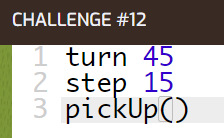 CHALLENGE #12
1 turn 45
2 step 15
3 pickUp()